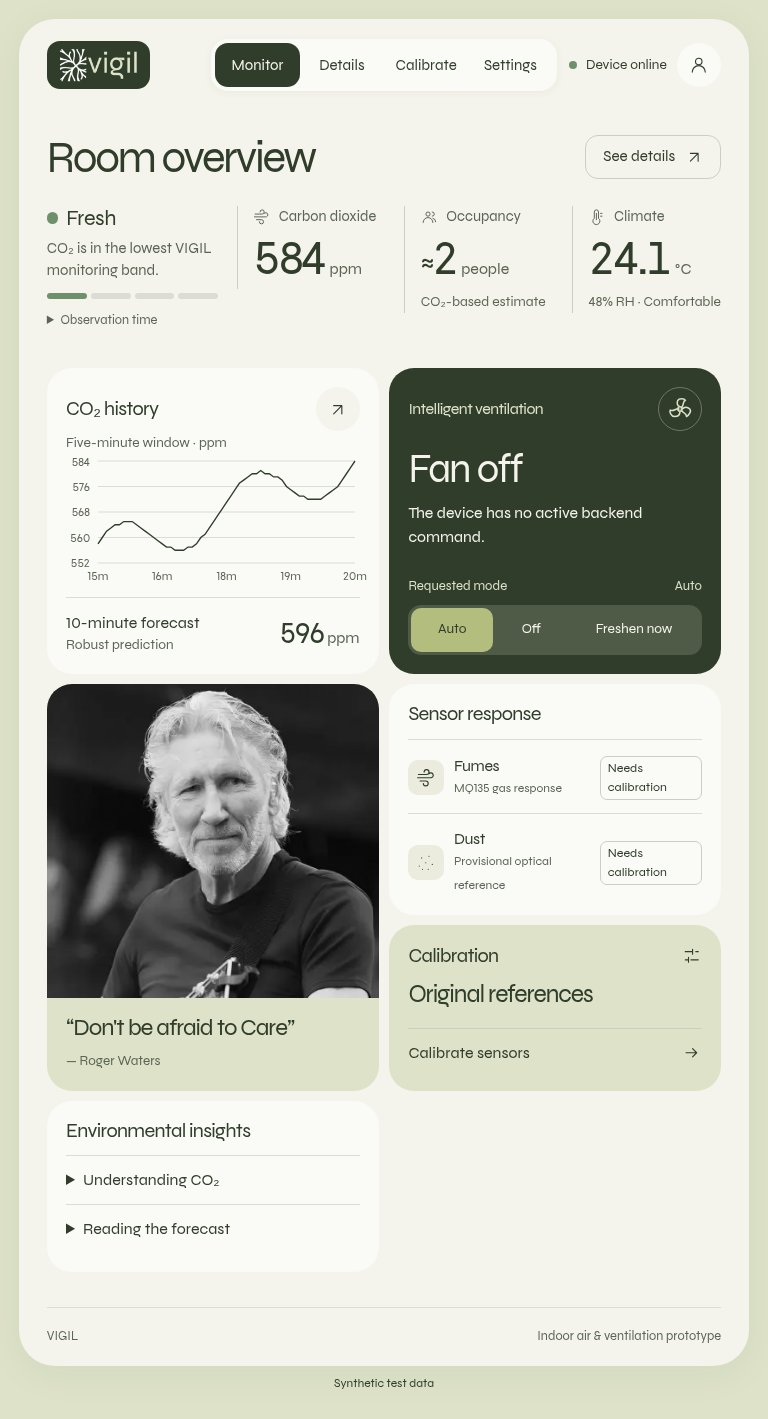 vigil
Monitor
Details
Calibrate
Settings
Device online
Room overview
See details
Fresh
CO₂ is in the lowest VIGIL
monitoring band.
Observation time
Carbon dioxide
584 ppm
Occupancy
≈2 people
CO₂-based estimate
Climate
24.1 °C
48% RH · Comfortable
CO₂ history
Five-minute window · ppm
584
576
568
560
552
15m
16m
18m
19m
20m
10-minute forecast
Robust prediction
596 ppm
Intelligent ventilation
Fan off
The device has no active backend
command.
Requested mode
Auto
Auto
Off
Freshen now
“Don't be afraid to Care”
— Roger Waters
Sensor response
Fumes
MQ135 gas response
Needs
calibration
Dust
Provisional optical
reference
Needs
calibration
Calibration
Original references
Calibrate sensors
Environmental insights
Understanding CO₂
Reading the forecast
VIGIL
Indoor air & ventilation prototype
Synthetic test data